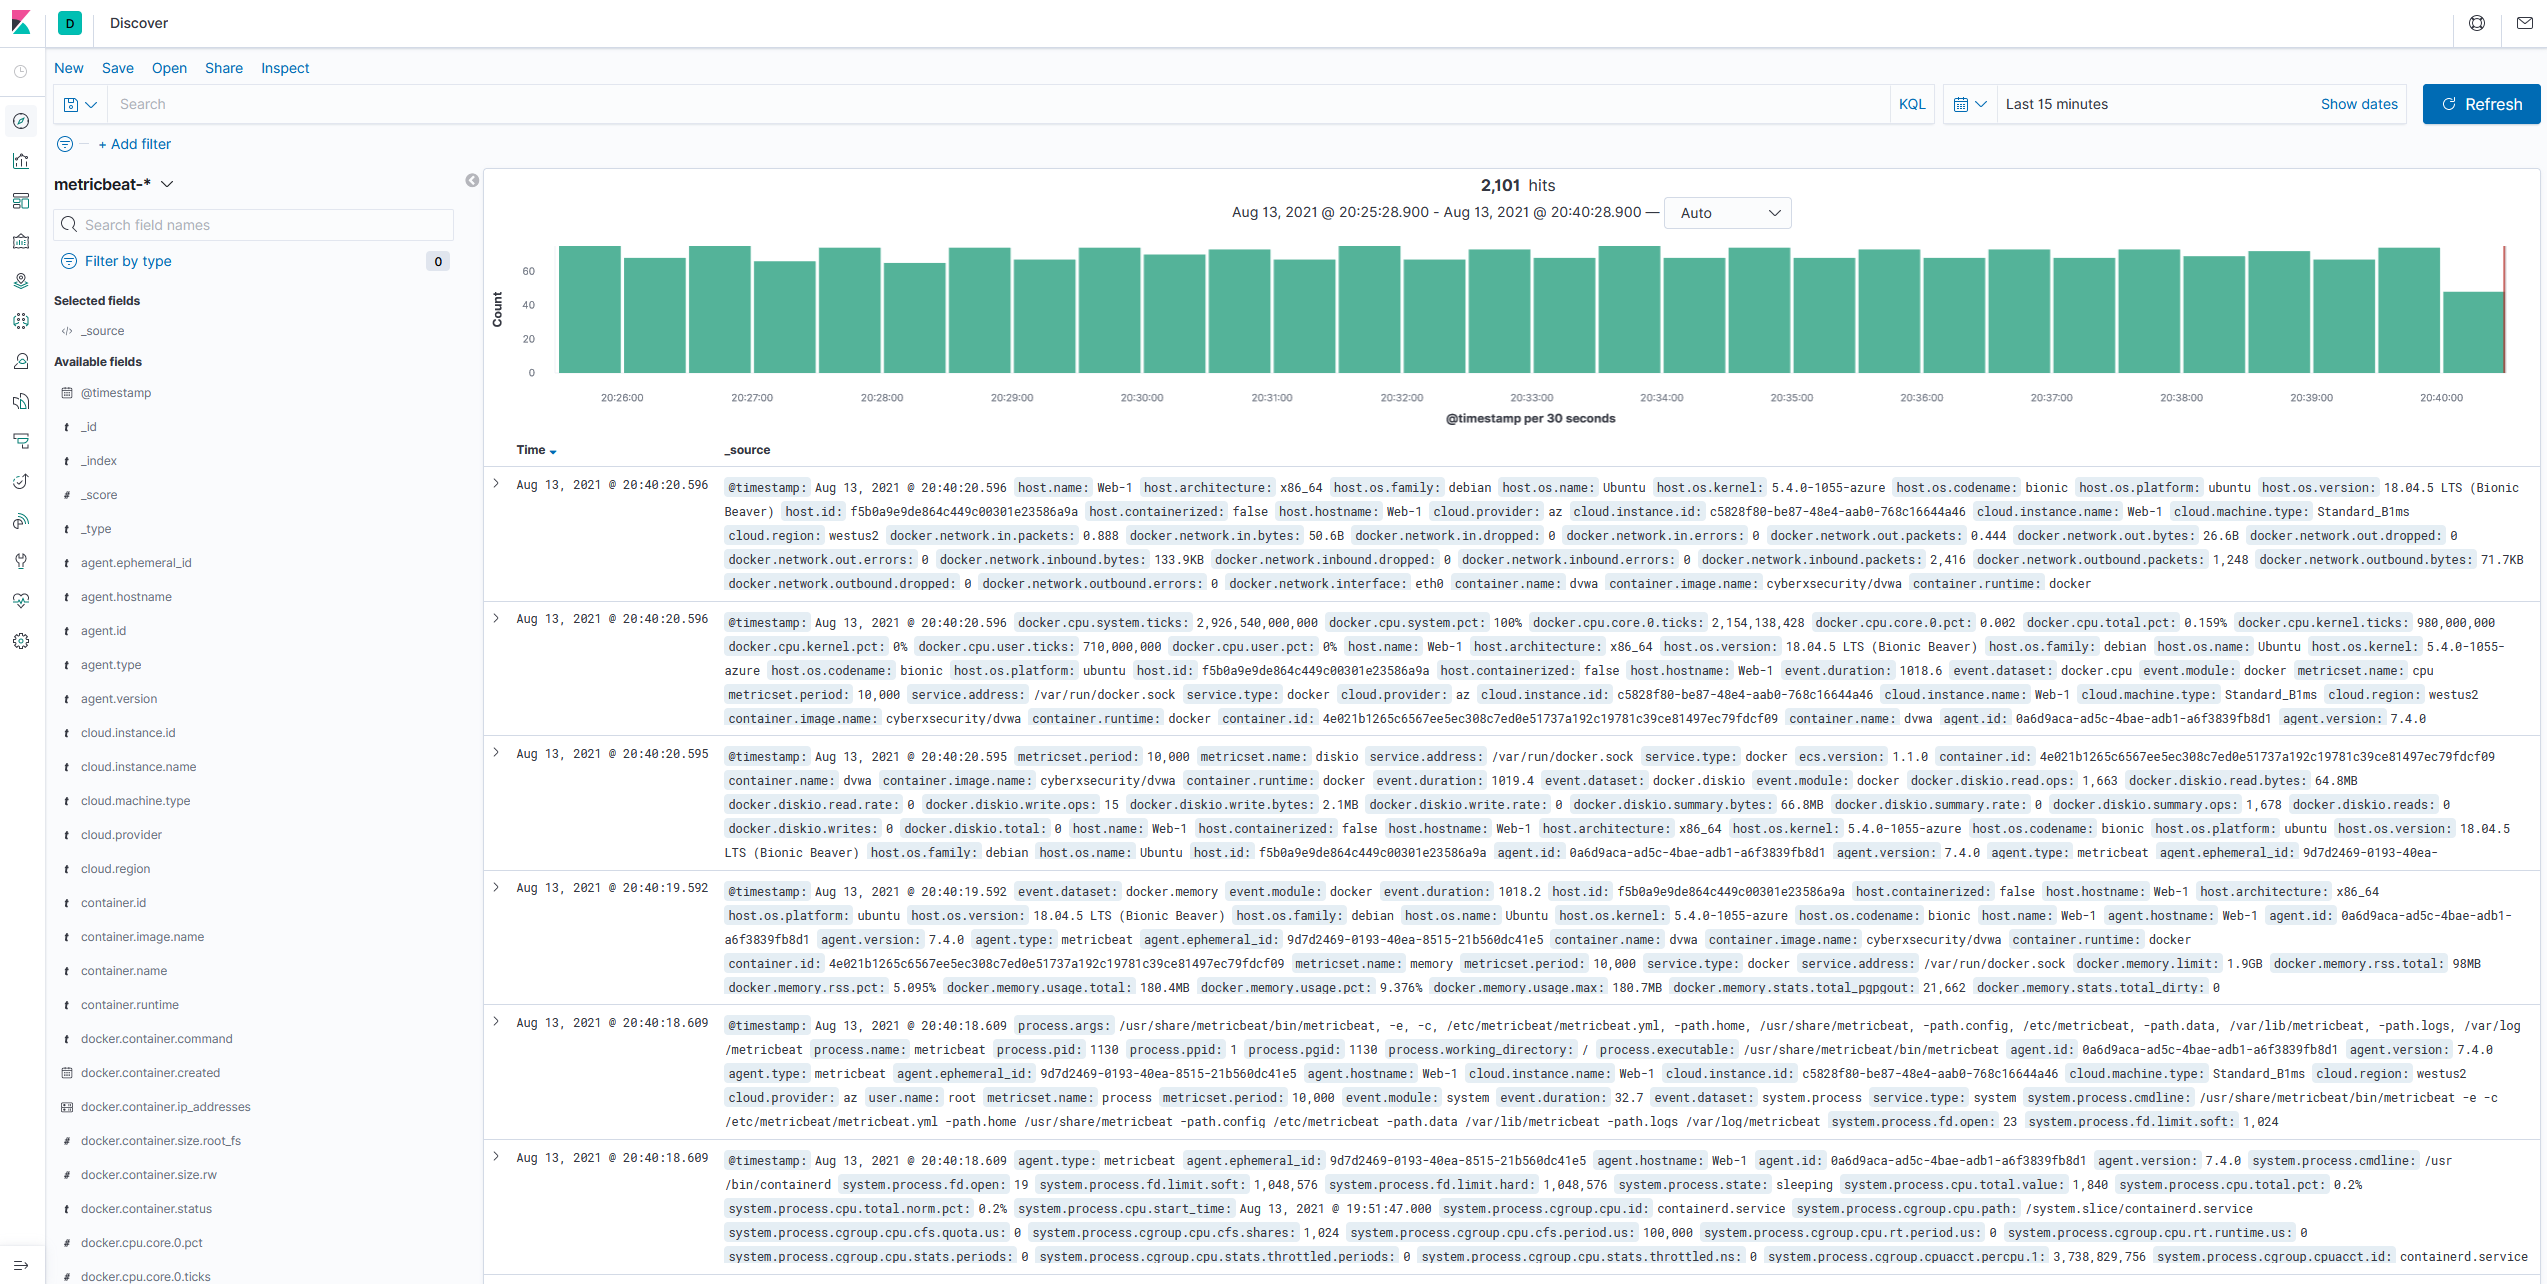 D Discover
New Save Open Share Inspect
Search KQL Last 15 minutes Show dates Refresh
+ Add filter
metricbeat-*
Search field names
Filter by type 0
Selected fields
_source
Available fields
@timestamp
_id
_index
_score
_type
agent.ephemeral_id
agent.hostname
agent.id
agent.type
agent.version
cloud.instance.id
cloud.instance.name
cloud.machine.type
cloud.provider
cloud.region
container.id
container.image.name
container.name
container.runtime
docker.container.command
docker.container.created
docker.container.ip_addresses
docker.container.size.root_fs
docker.container.size.rw
docker.container.status
docker.cpu.core.0.pct
docker.cpu.core.0.ticks
2,101 hits
Aug 13, 2021 @ 20:25:28.900 - Aug 13, 2021 @ 20:40:28.900 — Auto
Count
60
40
20
0
20:26:00 20:27:00 20:28:00 20:29:00 20:30:00 20:31:00 20:32:00 20:33:00 20:34:00 20:35:00 20:36:00 20:37:00 20:38:00 20:39:00 20:40:00
@timestamp per 30 seconds
Time _source
Aug 13, 2021 @ 20:40:20.596 @timestamp: Aug 13, 2021 @ 20:40:20.596 host.name: Web-1 host.architecture: x86_64 host.os.family: debian host.os.name: Ubuntu host.os.kernel: 5.4.0-1055-azure host.os.codename: bionic host.os.platform: ubuntu host.os.version: 18.04.5 LTS (Bionic
Beaver) host.id: f5b0a9e9de864c449c00301e23586a9a host.containerized: false host.hostname: Web-1 cloud.provider: az cloud.instance.id: c5828f80-be87-48e4-aab0-768c16644a46 cloud.instance.name: Web-1 cloud.machine.type: Standard_B1ms
cloud.region: westus2 docker.network.in.packets: 0.888 docker.network.in.bytes: 50.6B docker.network.in.dropped: 0 docker.network.in.errors: 0 docker.network.out.packets: 0.444 docker.network.out.bytes: 26.6B docker.network.out.dropped: 0
docker.network.out.errors: 0 docker.network.inbound.bytes: 133.9KB docker.network.inbound.dropped: 0 docker.network.inbound.errors: 0 docker.network.inbound.packets: 2,416 docker.network.outbound.packets: 1,248 docker.network.outbound.bytes: 71.7KB
docker.network.outbound.dropped: 0 docker.network.outbound.errors: 0 docker.network.interface: eth0 container.name: dvwa container.image.name: cyberxsecurity/dvwa container.runtime: docker
Aug 13, 2021 @ 20:40:20.596 @timestamp: Aug 13, 2021 @ 20:40:20.596 docker.cpu.system.ticks: 2,926,540,000,000 docker.cpu.system.pct: 100% docker.cpu.core.0.ticks: 2,154,138,428 docker.cpu.core.0.pct: 0.002 docker.cpu.total.pct: 0.159% docker.cpu.kernel.ticks: 980,000,000
docker.cpu.kernel.pct: 0% docker.cpu.user.ticks: 710,000,000 docker.cpu.user.pct: 0% host.name: Web-1 host.architecture: x86_64 host.os.version: 18.04.5 LTS (Bionic Beaver) host.os.family: debian host.os.name: Ubuntu host.os.kernel: 5.4.0-1055-
azure host.os.codename: bionic host.os.platform: ubuntu host.id: f5b0a9e9de864c449c00301e23586a9a host.containerized: false host.hostname: Web-1 event.duration: 1018.6 event.dataset: docker.cpu event.module: docker metricset.name: cpu
metricset.period: 10,000 service.address: /var/run/docker.sock service.type: docker cloud.provider: az cloud.instance.id: c5828f80-be87-48e4-aab0-768c16644a46 cloud.instance.name: Web-1 cloud.machine.type: Standard_B1ms cloud.region: westus2
container.image.name: cyberxsecurity/dvwa container.runtime: docker container.id: 4e021b1265c6567ee5ec308c7ed0e51737a192c19781c39ce81497ec79fdcf09 container.name: dvwa agent.id: 0a6d9aca-ad5c-4bae-adb1-a6f3839fb8d1 agent.version: 7.4.0
Aug 13, 2021 @ 20:40:20.595 @timestamp: Aug 13, 2021 @ 20:40:20.595 metricset.period: 10,000 metricset.name: diskio service.address: /var/run/docker.sock service.type: docker ecs.version: 1.1.0 container.id: 4e021b1265c6567ee5ec308c7ed0e51737a192c19781c39ce81497ec79fdcf09
container.name: dvwa container.image.name: cyberxsecurity/dvwa container.runtime: docker event.duration: 1019.4 event.dataset: docker.diskio event.module: docker docker.diskio.read.ops: 1,663 docker.diskio.read.bytes: 64.8MB
docker.diskio.read.rate: 0 docker.diskio.write.ops: 15 docker.diskio.write.bytes: 2.1MB docker.diskio.write.rate: 0 docker.diskio.summary.bytes: 66.8MB docker.diskio.summary.rate: 0 docker.diskio.summary.ops: 1,678 docker.diskio.reads: 0
docker.diskio.writes: 0 docker.diskio.total: 0 host.name: Web-1 host.containerized: false host.hostname: Web-1 host.architecture: x86_64 host.os.kernel: 5.4.0-1055-azure host.os.codename: bionic host.os.platform: ubuntu host.os.version: 18.04.5
LTS (Bionic Beaver) host.os.family: debian host.os.name: Ubuntu host.id: f5b0a9e9de864c449c00301e23586a9a agent.id: 0a6d9aca-ad5c-4bae-adb1-a6f3839fb8d1 agent.version: 7.4.0 agent.type: metricbeat agent.ephemeral_id: 9d7d2469-0193-40ea-
Aug 13, 2021 @ 20:40:19.592 @timestamp: Aug 13, 2021 @ 20:40:19.592 event.dataset: docker.memory event.module: docker event.duration: 1018.2 host.id: f5b0a9e9de864c449c00301e23586a9a host.containerized: false host.hostname: Web-1 host.architecture: x86_64
host.os.platform: ubuntu host.os.version: 18.04.5 LTS (Bionic Beaver) host.os.family: debian host.os.name: Ubuntu host.os.kernel: 5.4.0-1055-azure host.os.codename: bionic host.name: Web-1 agent.hostname: Web-1 agent.id: 0a6d9aca-ad5c-4bae-adb1-
a6f3839fb8d1 agent.version: 7.4.0 agent.type: metricbeat agent.ephemeral_id: 9d7d2469-0193-40ea-8515-21b560dc41e5 container.name: dvwa container.image.name: cyberxsecurity/dvwa container.runtime: docker
container.id: 4e021b1265c6567ee5ec308c7ed0e51737a192c19781c39ce81497ec79fdcf09 metricset.name: memory metricset.period: 10,000 service.type: docker service.address: /var/run/docker.sock docker.memory.limit: 1.9GB docker.memory.rss.total: 98MB
docker.memory.rss.pct: 5.095% docker.memory.usage.total: 180.4MB docker.memory.usage.pct: 9.376% docker.memory.usage.max: 180.7MB docker.memory.stats.total_pgpgout: 21,662 docker.memory.stats.total_dirty: 0
Aug 13, 2021 @ 20:40:18.609 @timestamp: Aug 13, 2021 @ 20:40:18.609 process.args: /usr/share/metricbeat/bin/metricbeat, -e, -c, /etc/metricbeat/metricbeat.yml, -path.home, /usr/share/metricbeat, -path.config, /etc/metricbeat, -path.data, /var/lib/metricbeat, -path.logs, /var/log
/metricbeat process.name: metricbeat process.pid: 1130 process.ppid: 1 process.pgid: 1130 process.working_directory: / process.executable: /usr/share/metricbeat/bin/metricbeat agent.id: 0a6d9aca-ad5c-4bae-adb1-a6f3839fb8d1 agent.version: 7.4.0
agent.type: metricbeat agent.ephemeral_id: 9d7d2469-0193-40ea-8515-21b560dc41e5 agent.hostname: Web-1 cloud.instance.name: Web-1 cloud.instance.id: c5828f80-be87-48e4-aab0-768c16644a46 cloud.machine.type: Standard_B1ms cloud.region: westus2
cloud.provider: az user.name: root metricset.name: process metricset.period: 10,000 event.module: system event.duration: 32.7 event.dataset: system.process service.type: system system.process.cmdline: /usr/share/metricbeat/bin/metricbeat -e -c
/etc/metricbeat/metricbeat.yml -path.home /usr/share/metricbeat -path.config /etc/metricbeat -path.data /var/lib/metricbeat -path.logs /var/log/metricbeat system.process.fd.open: 23 system.process.fd.limit.soft: 1,024
Aug 13, 2021 @ 20:40:18.609 @timestamp: Aug 13, 2021 @ 20:40:18.609 agent.type: metricbeat agent.ephemeral_id: 9d7d2469-0193-40ea-8515-21b560dc41e5 agent.hostname: Web-1 agent.id: 0a6d9aca-ad5c-4bae-adb1-a6f3839fb8d1 agent.version: 7.4.0 system.process.cmdline: /usr
/bin/containerd system.process.fd.open: 19 system.process.fd.limit.soft: 1,048,576 system.process.fd.limit.hard: 1,048,576 system.process.state: sleeping system.process.cpu.total.value: 1,840 system.process.cpu.total.pct: 0.2%
system.process.cpu.total.norm.pct: 0.2% system.process.cpu.start_time: Aug 13, 2021 @ 19:51:47.000 system.process.cgroup.cpu.id: containerd.service system.process.cgroup.cpu.path: /system.slice/containerd.service
system.process.cgroup.cpu.cfs.quota.us: 0 system.process.cgroup.cpu.cfs.shares: 1,024 system.process.cgroup.cpu.cfs.period.us: 100,000 system.process.cgroup.cpu.rt.period.us: 0 system.process.cgroup.cpu.rt.runtime.us: 0
system.process.cgroup.cpu.stats.periods: 0 system.process.cgroup.cpu.stats.throttled.periods: 0 system.process.cgroup.cpu.stats.throttled.ns: 0 system.process.cgroup.cpuacct.percpu.1: 3,738,829,756 system.process.cgroup.cpuacct.id: containerd.service